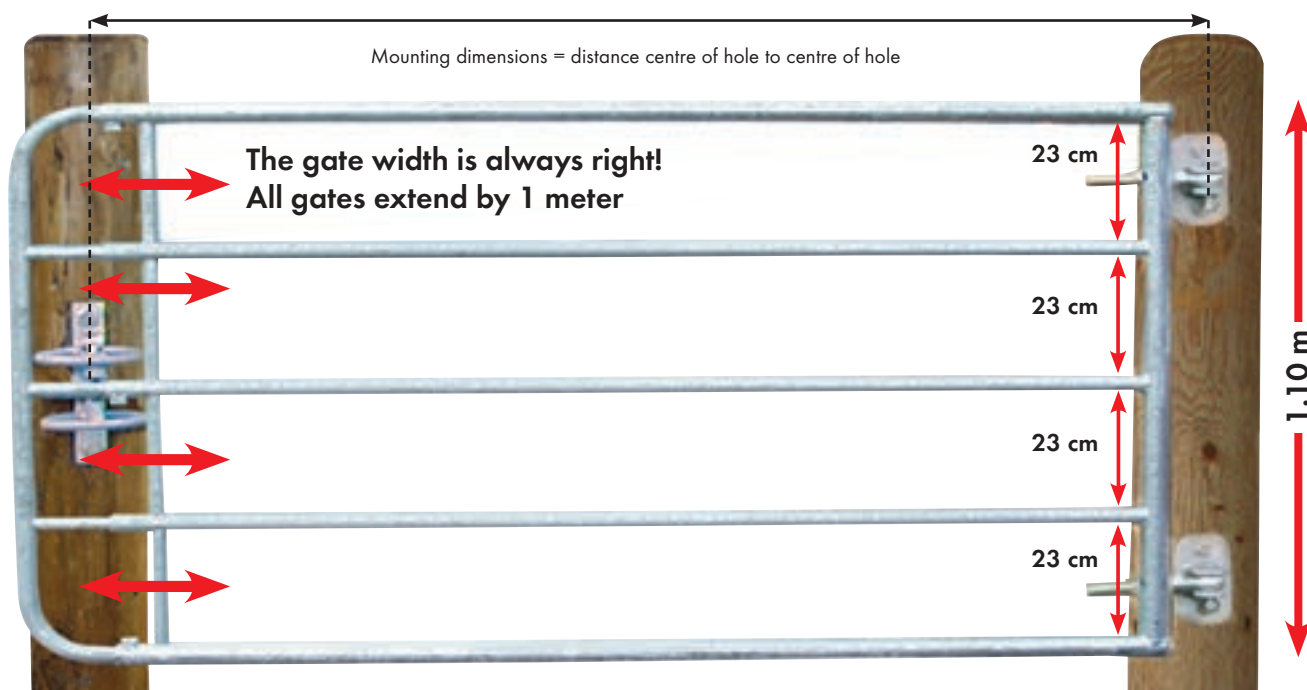 Mounting dimensions = distance centre of hole to centre of hole
The gate width is always right!
All gates extend by 1 meter
23 cm
23 cm
23 cm
23 cm
1.10 m